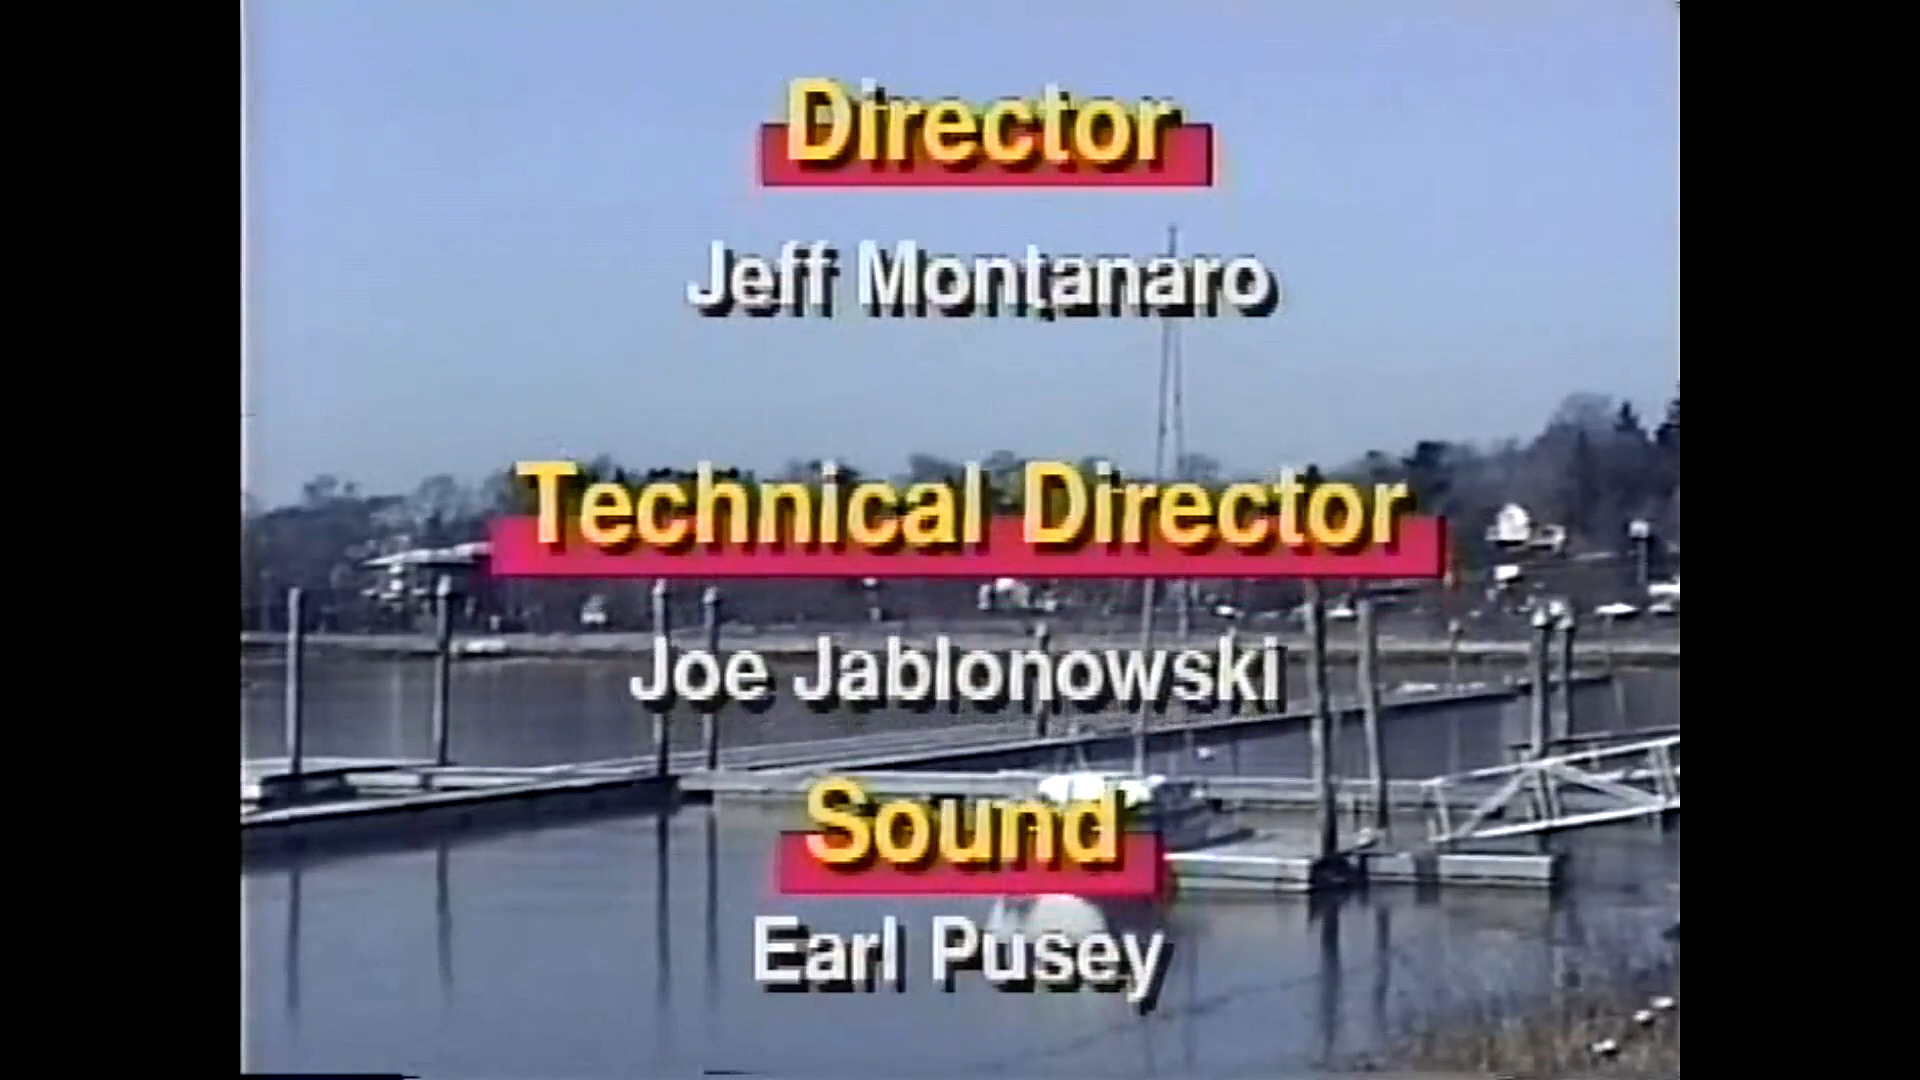 Director
Jeff Montanaro
Technical Director
Joe Jablonowski
Sound
Earl Pusey